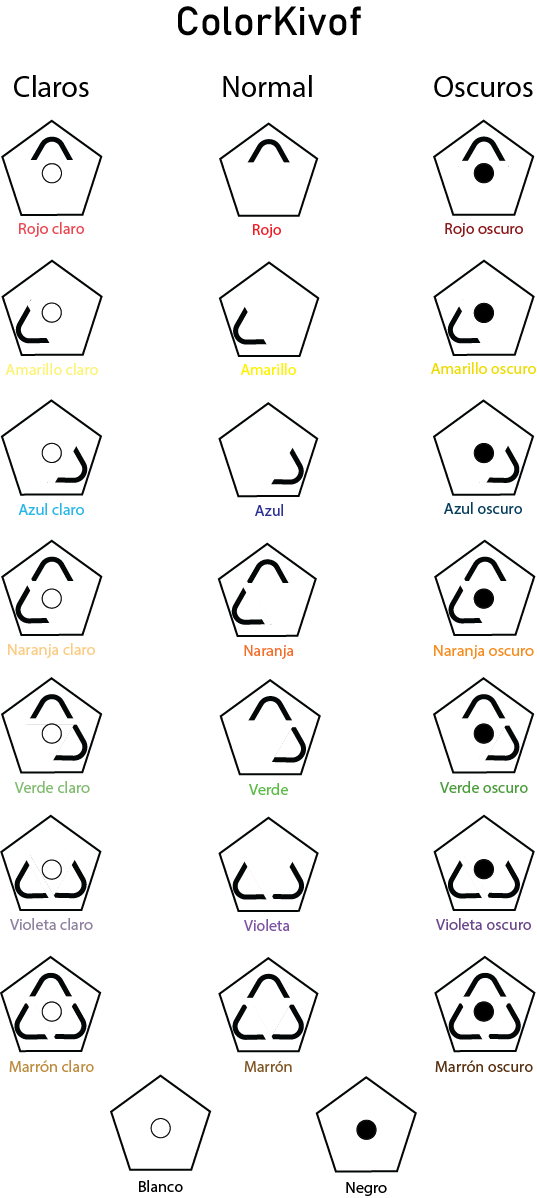 ColorKivof
Claros Normal Oscuros
Rojo claro Rojo Rojo oscuro
Amarillo claro Amarillo Amarillo oscuro
Azul claro Azul Azul oscuro
Naranja claro Naranja Naranja oscuro
Verde claro Verde Verde oscuro
Violeta claro Violeta Violeta oscuro
Marrón claro Marrón Marrón oscuro
Blanco Negro